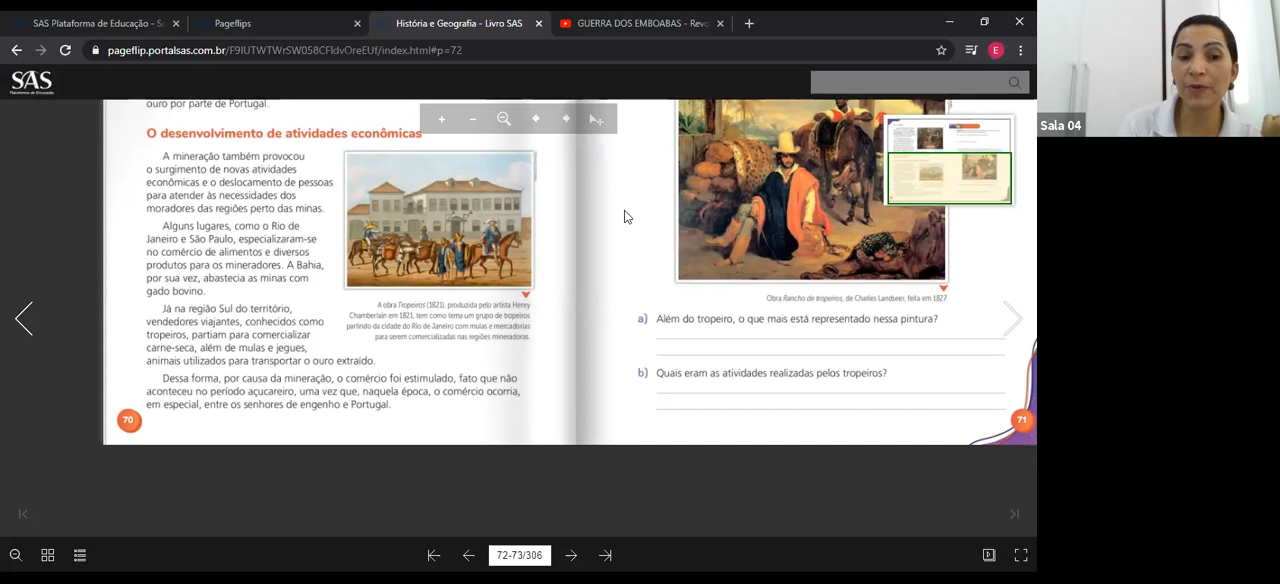 SAS Plataforma de Educação - S
Pageflips
História e Geografia - Livro SAS
GUERRA DOS EMBOABAS - Revo
pageflip.portalsas.com.br/F9IUTWTWrSW058CFIdvOreEUf/index.html#p=72
E
SAS
Plataforma de Educação
Sala 04
ouro por parte de Portugal.
O desenvolvimento de atividades econômicas
A mineração também provocou
o surgimento de novas atividades
econômicas e o deslocamento de pessoas
para atender às necessidades dos
moradores das regiões perto das minas.
Alguns lugares, como o Rio de
Janeiro e São Paulo, especializaram-se
no comércio de alimentos e diversos
produtos para os mineradores. A Bahia,
por sua vez, abastecia as minas com
gado bovino.
Já na região Sul do território,
vendedores viajantes, conhecidos como
tropeiros, partiam para comercializar
carne-seca, além de mulas e jegues,
animais utilizados para transportar o ouro extraído.
Dessa forma, por causa da mineração, o comércio foi estimulado, fato que não
aconteceu no período açucareiro, uma vez que, naquela época, o comércio ocorria,
em especial, entre os senhores de engenho e Portugal.
A obra Tropeiros (1821), produzida pelo artista Henry
Chamberlain em 1821, tem como tema um grupo de tropeiros
partindo da cidade do Rio de Janeiro com mulas e mercadorias
para serem comercializadas nas regiões mineradoras.
70
Obra Rancho de tropeiros, de Charles Landseer, feita em 1827.
a) Além do tropeiro, o que mais está representado nessa pintura?
b) Quais eram as atividades realizadas pelos tropeiros?
71
72-73/306